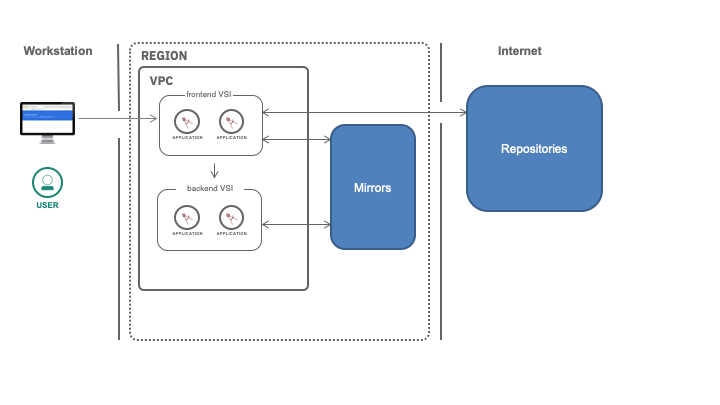 Workstation
Internet
REGION
VPC
frontend VSI
APPLICATION
APPLICATION
Repositories
Mirrors
backend VSI
USER
APPLICATION
APPLICATION